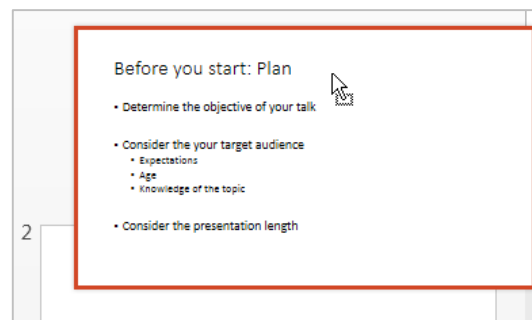 Before you start: Plan
• Determine the objective of your talk
• Consider the your target audience
• Expectations
• Age
• Knowledge of the topic
• Consider the presentation length
2